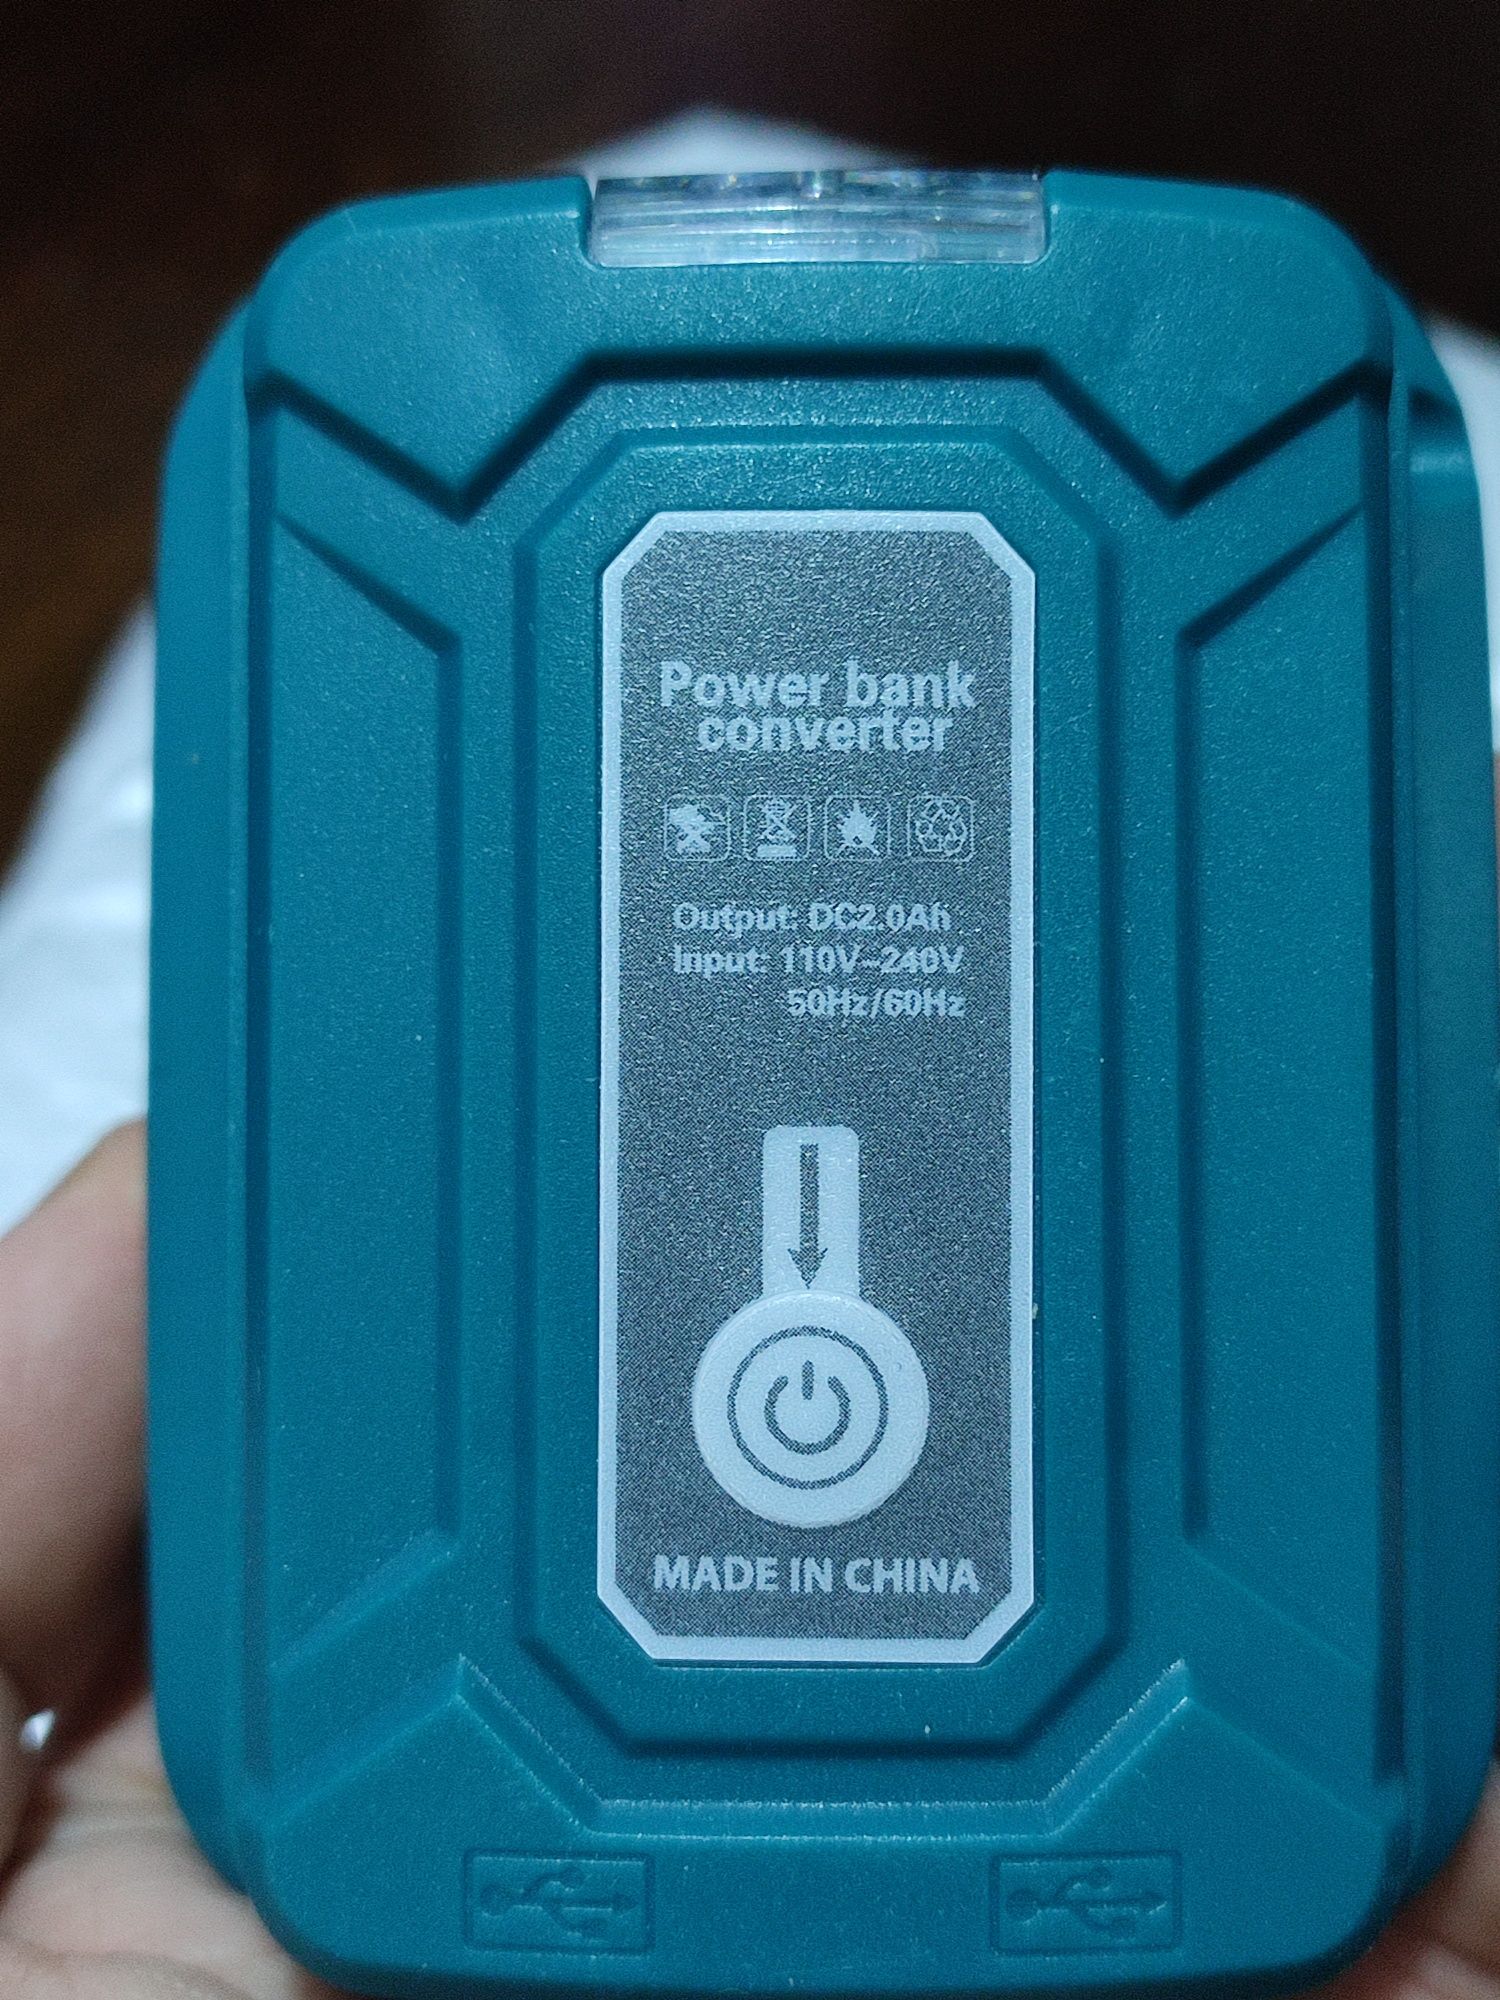 Power bank
converter
Output: DC2.0Ah
Input: 110V~240V
50Hz/60Hz
MADE IN CHINA